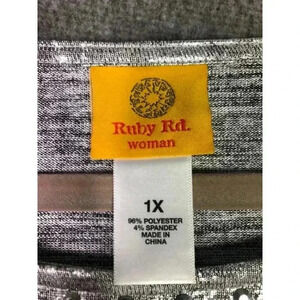 Ruby Rd.
woman
1X
96% POLYESTER
4% SPANDEX
MADE IN
CHINA